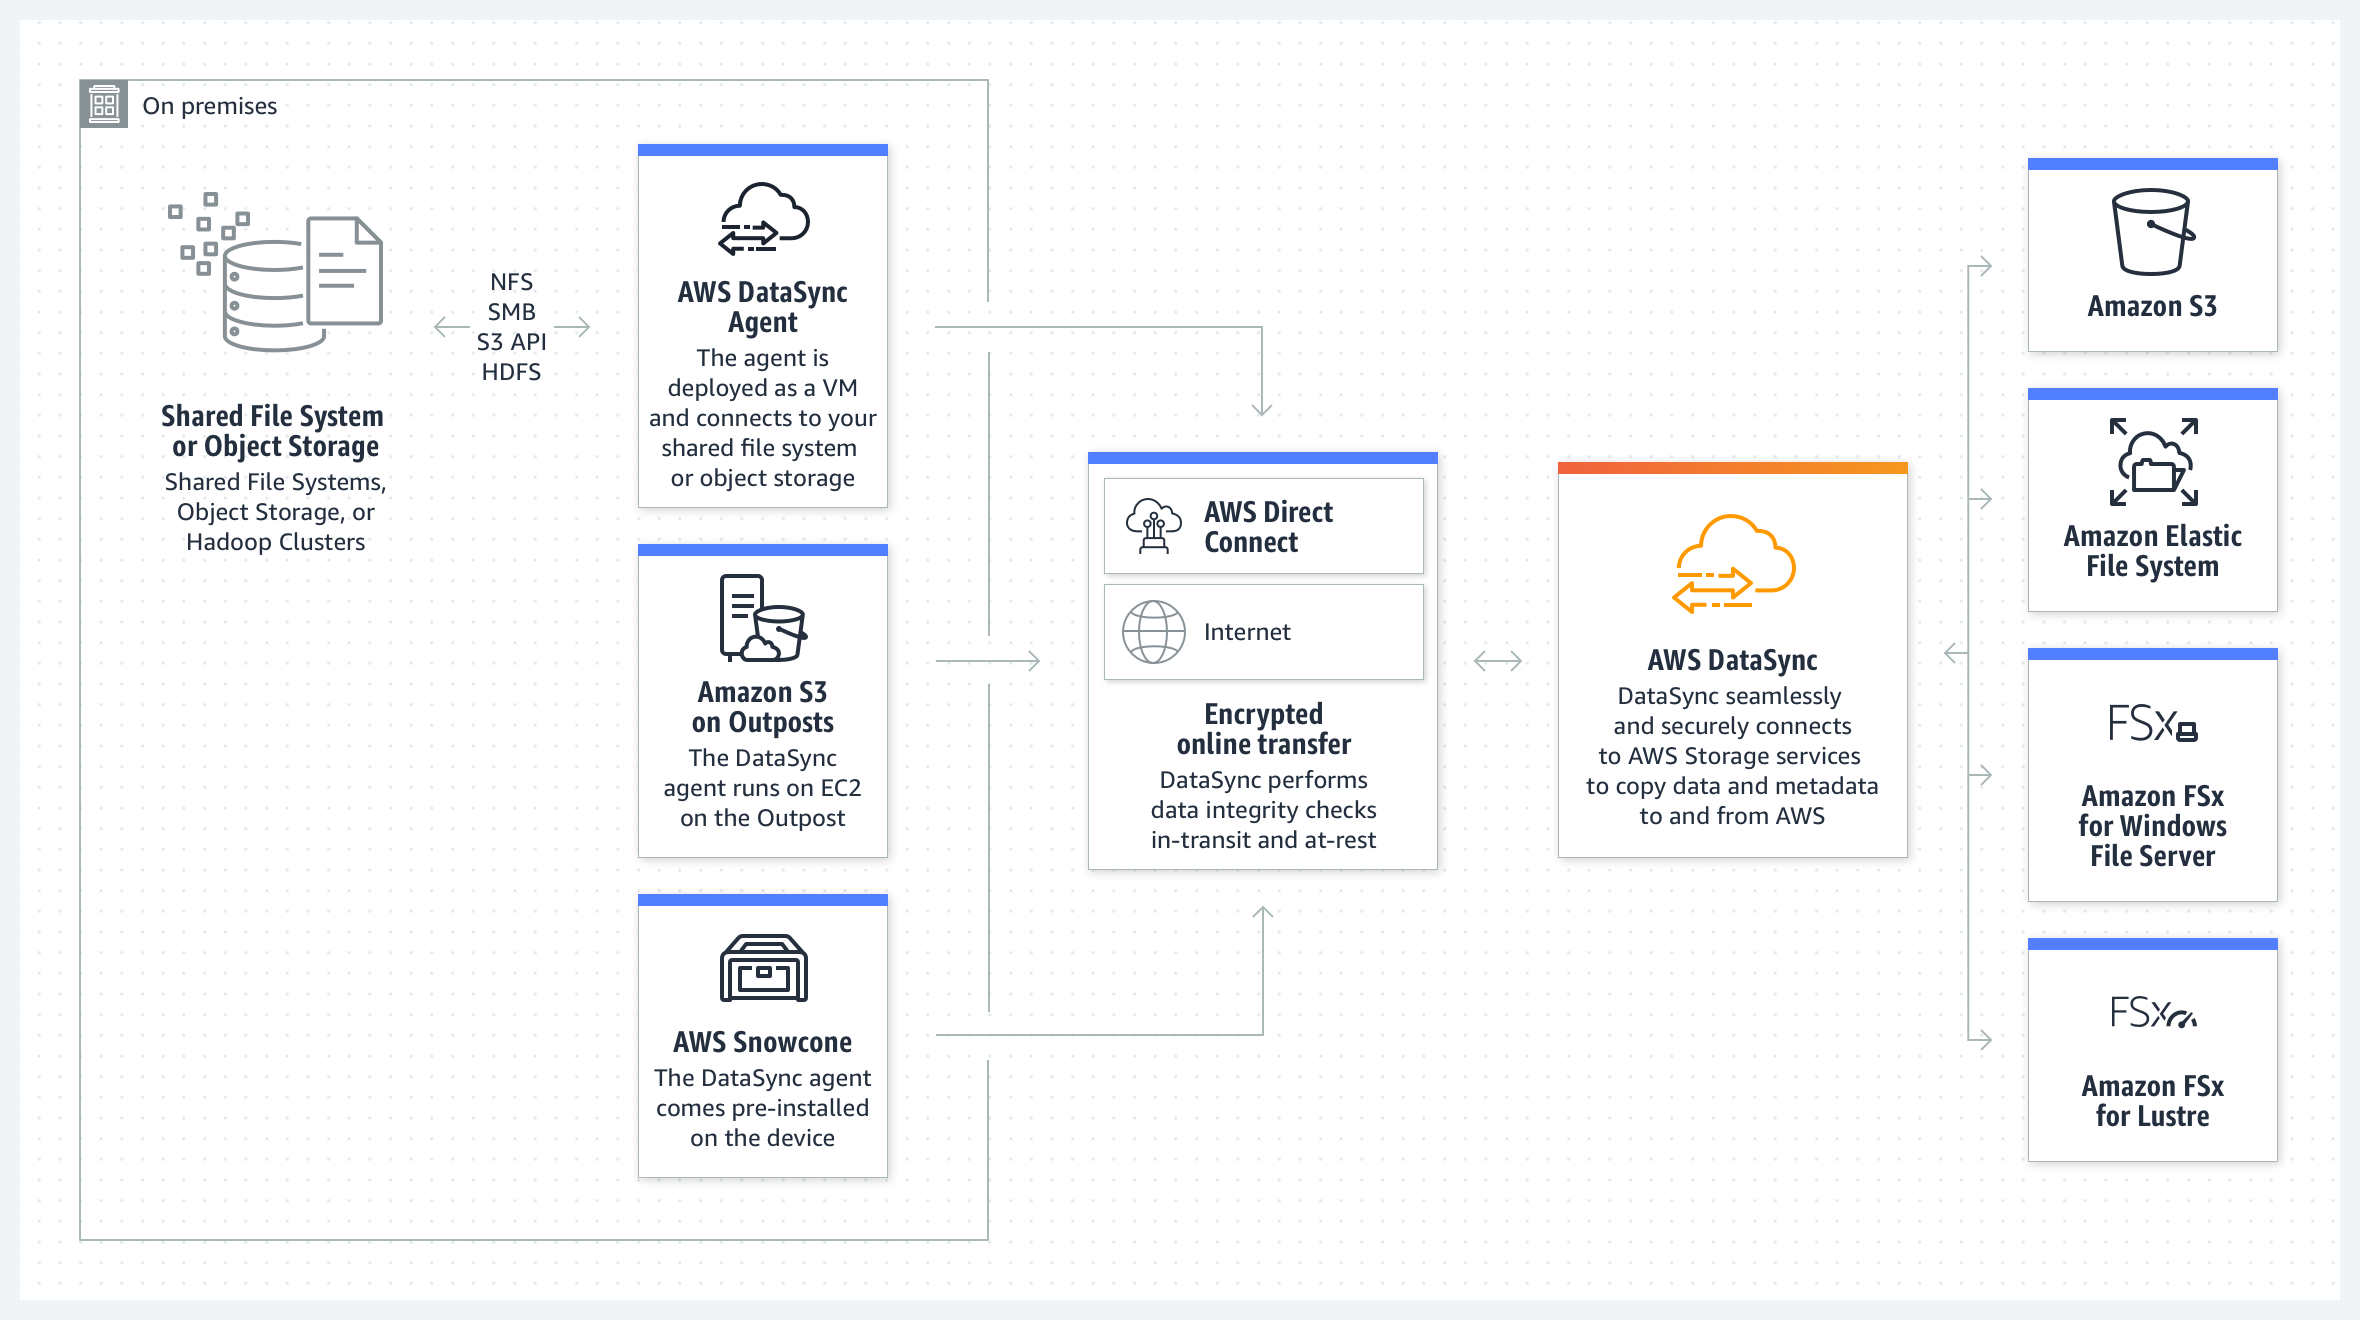 On premises
NFS
SMB
S3 API
HDFS
Shared File System
or Object Storage
Shared File Systems,
Object Storage, or
Hadoop Clusters
AWS DataSync
Agent
The agent is
deployed as a VM
and connects to your
shared file system
or object storage
Amazon S3
on Outposts
The DataSync
agent runs on EC2
on the Outpost
AWS Snowcone
The DataSync agent
comes pre-installed
on the device
AWS Direct
Connect
Internet
Encrypted
online transfer
DataSync performs
data integrity checks
in-transit and at-rest
AWS DataSync
DataSync seamlessly
and securely connects
to AWS Storage services
to copy data and metadata
to and from AWS
Amazon S3
Amazon Elastic
File System
FSx
Amazon FSx
for Windows
File Server
FSx
Amazon FSx
for Lustre